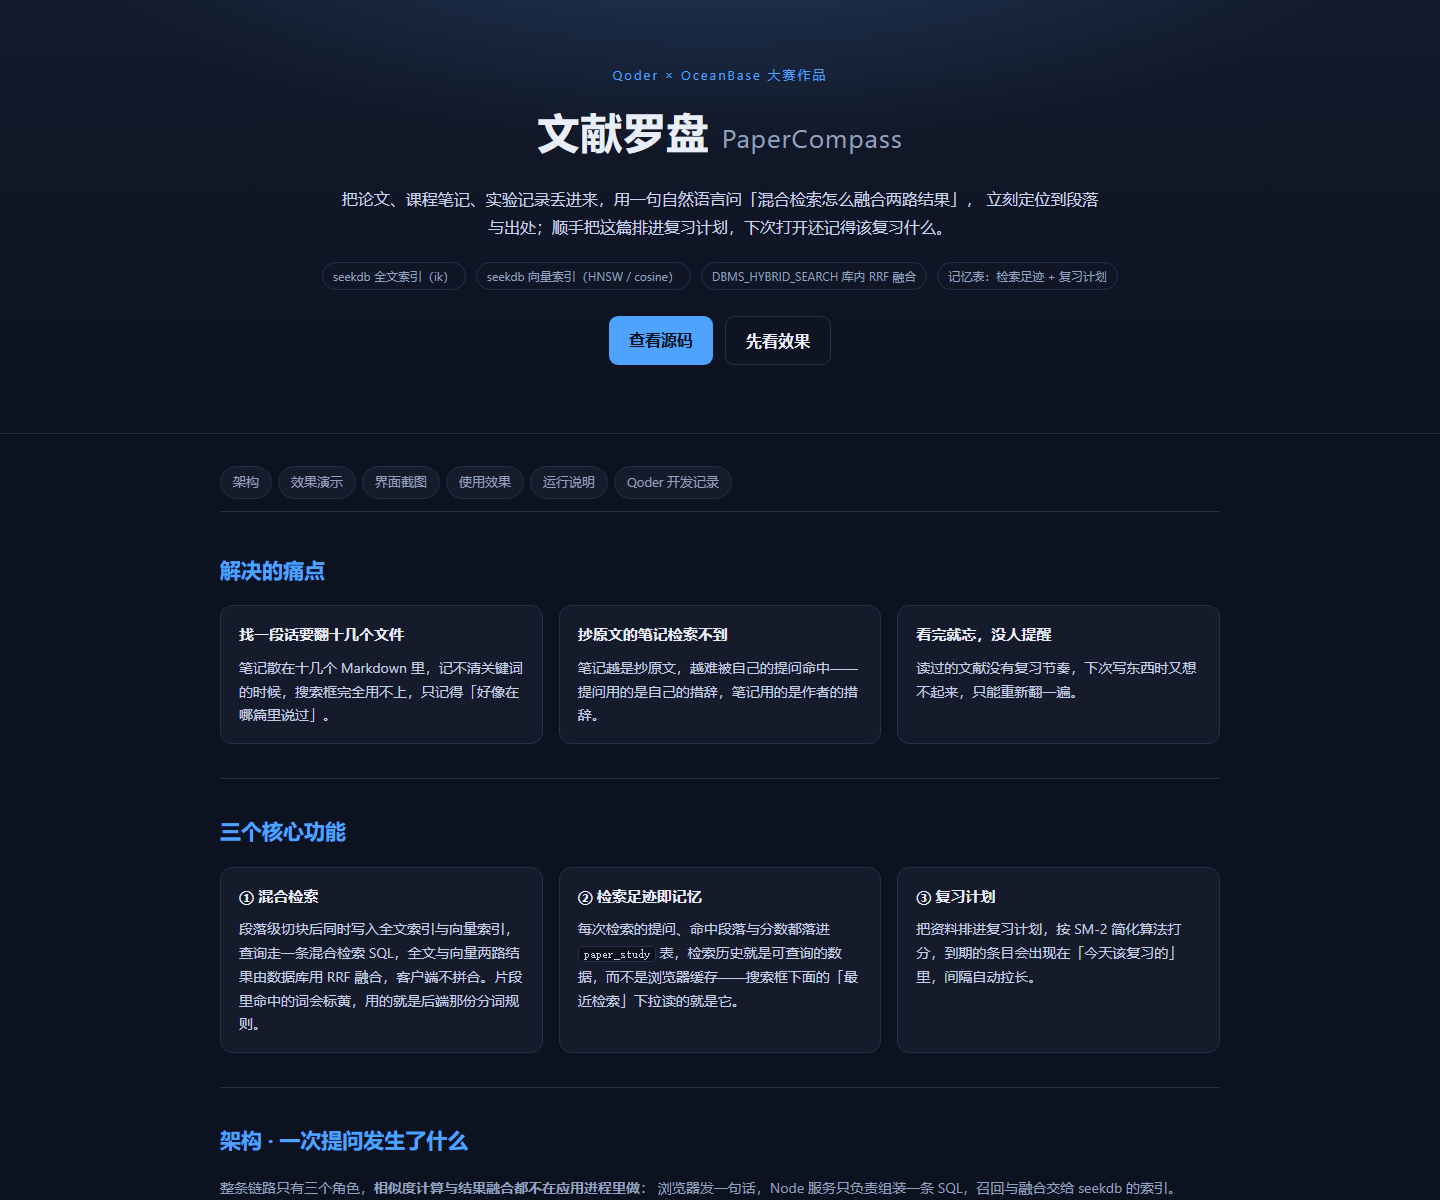 Qoder × OceanBase 大赛作品
文献罗盘 PaperCompass
把论文、课程笔记、实验记录丢进来，用一句自然语言问「混合检索怎么融合两路结果」， 立刻定位到段落
与出处；顺手把这篇排进复习计划，下次打开还记得该复习什么。
seekdb 全文索引（ik） seekdb 向量索引（HNSW / cosine） DBMS_HYBRID_SEARCH 库内 RRF 融合 记忆表：检索足迹 + 复习计划
查看源码 先看效果
架构 效果演示 界面截图 使用效果 运行说明 Qoder 开发记录
解决的痛点
找一段话要翻十几个文件
笔记散在十几个 Markdown 里，记不清关键词
的时候，搜索框完全用不上，只记得「好像在
哪篇里说过」。
抄原文的笔记检索不到
笔记越是抄原文，越难被自己的提问命中——
提问用的是自己的措辞，笔记用的是作者的措
辞。
看完就忘，没人提醒
读过的文献没有复习节奏，下次写东西时又想
不起来，只能重新翻一遍。
三个核心功能
① 混合检索
段落级切块后同时写入全文索引与向量索引，
查询走一条混合检索 SQL，全文与向量两路结
果由数据库用 RRF 融合，客户端不拼合。片段
里命中的词会标黄，用的就是后端那份分词规
则。
② 检索足迹即记忆
每次检索的提问、命中段落与分数都落进
paper_study 表，检索历史就是可查询的数
据，而不是浏览器缓存——搜索框下面的「最
近检索」下拉读的就是它。
③ 复习计划
把资料排进复习计划，按 SM-2 简化算法打
分，到期的条目会出现在「今天该复习的」
里，间隔自动拉长。
架构 · 一次提问发生了什么
整条链路只有三个角色，相似度计算与结果融合都不在应用进程里做： 浏览器发一句话，Node 服务只负责组装一条 SQL，召回与融合交给 seekdb 的索引。